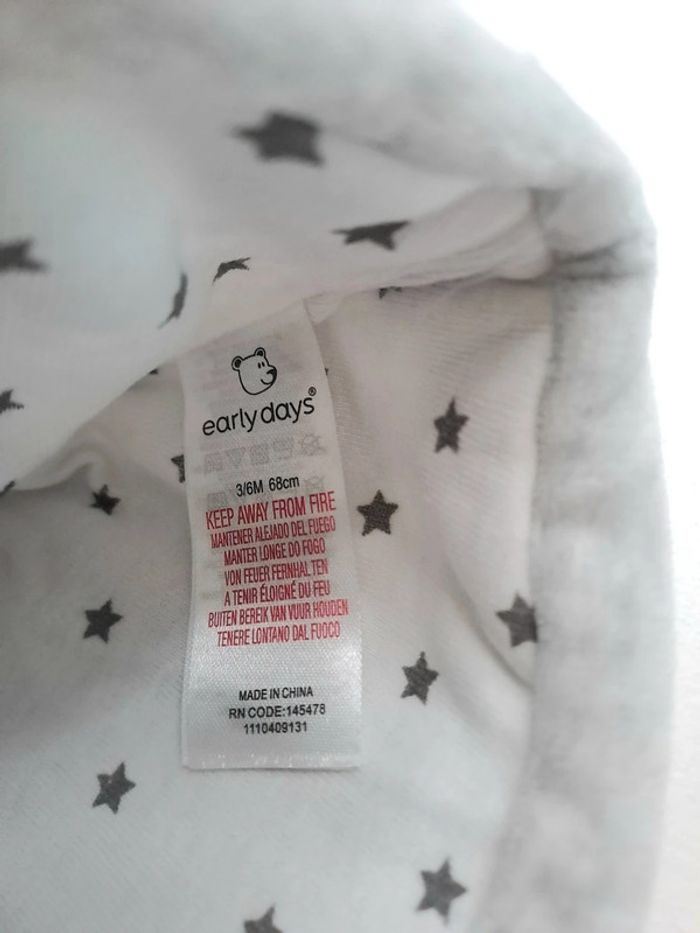 early days®
3/6M 68cm
KEEP AWAY FROM FIRE
MANTENER ALEJADO DEL FUEGO
MANTER LONGE DO FOGO
VON FEUER FERNHALTEN
A TENIR ÉLOIGNÉ DU FEU
BUITEN BEREIK VAN VUUR HOUDEN
TENERE LONTANO DAL FUOCO
MADE IN CHINA
RN CODE:145478
1110409131